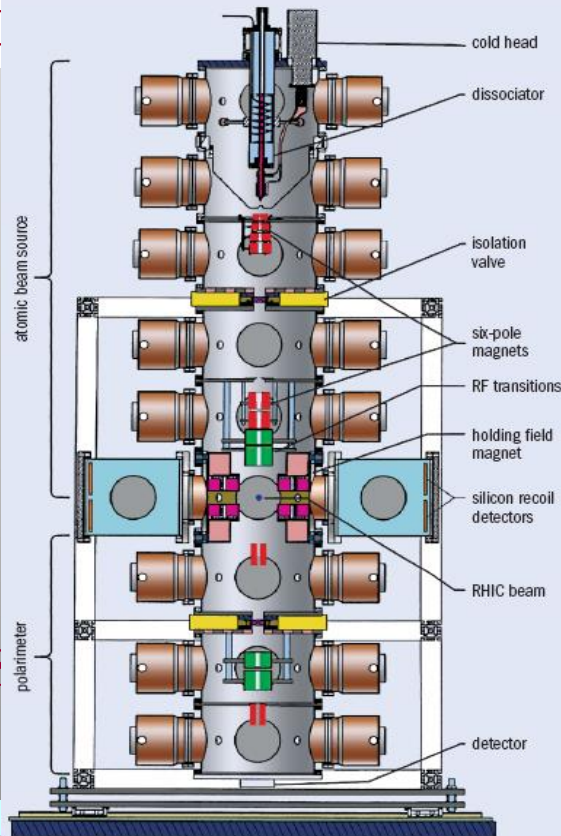 cold head
dissociator
atomic beam source
isolation
valve
six-pole
magnets
RF transitions
holding field
magnet
silicon recoil
detectors
RHIC beam
polarimeter
detector